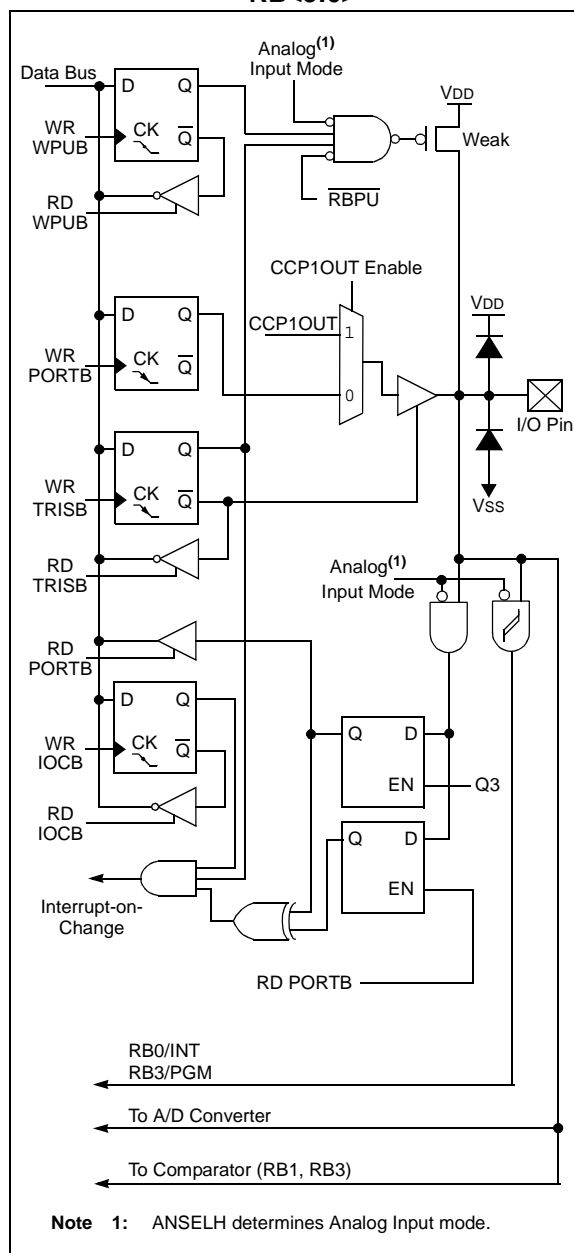 Analog(1)
Input Mode
Data Bus
D Q
VDD
WR
WPUB
CK Q
Weak
RD
WPUB
RBPU
CCP1OUT Enable
CCP1OUT
1
0
VDD
D Q
WR
PORTB
CK Q
I/O Pin
VSS
D Q
WR
TRISB
CK Q
RD
TRISB
Analog(1)
Input Mode
RD
PORTB
D Q
WR
IOCB
CK Q
Q D
EN
Q3
RD
IOCB
Q D
EN
Interrupt-on-
Change
RD PORTB
RB0/INT
RB3/PGM
To A/D Converter
To Comparator (RB1, RB3)
Note 1: ANSELH determines Analog Input mode.